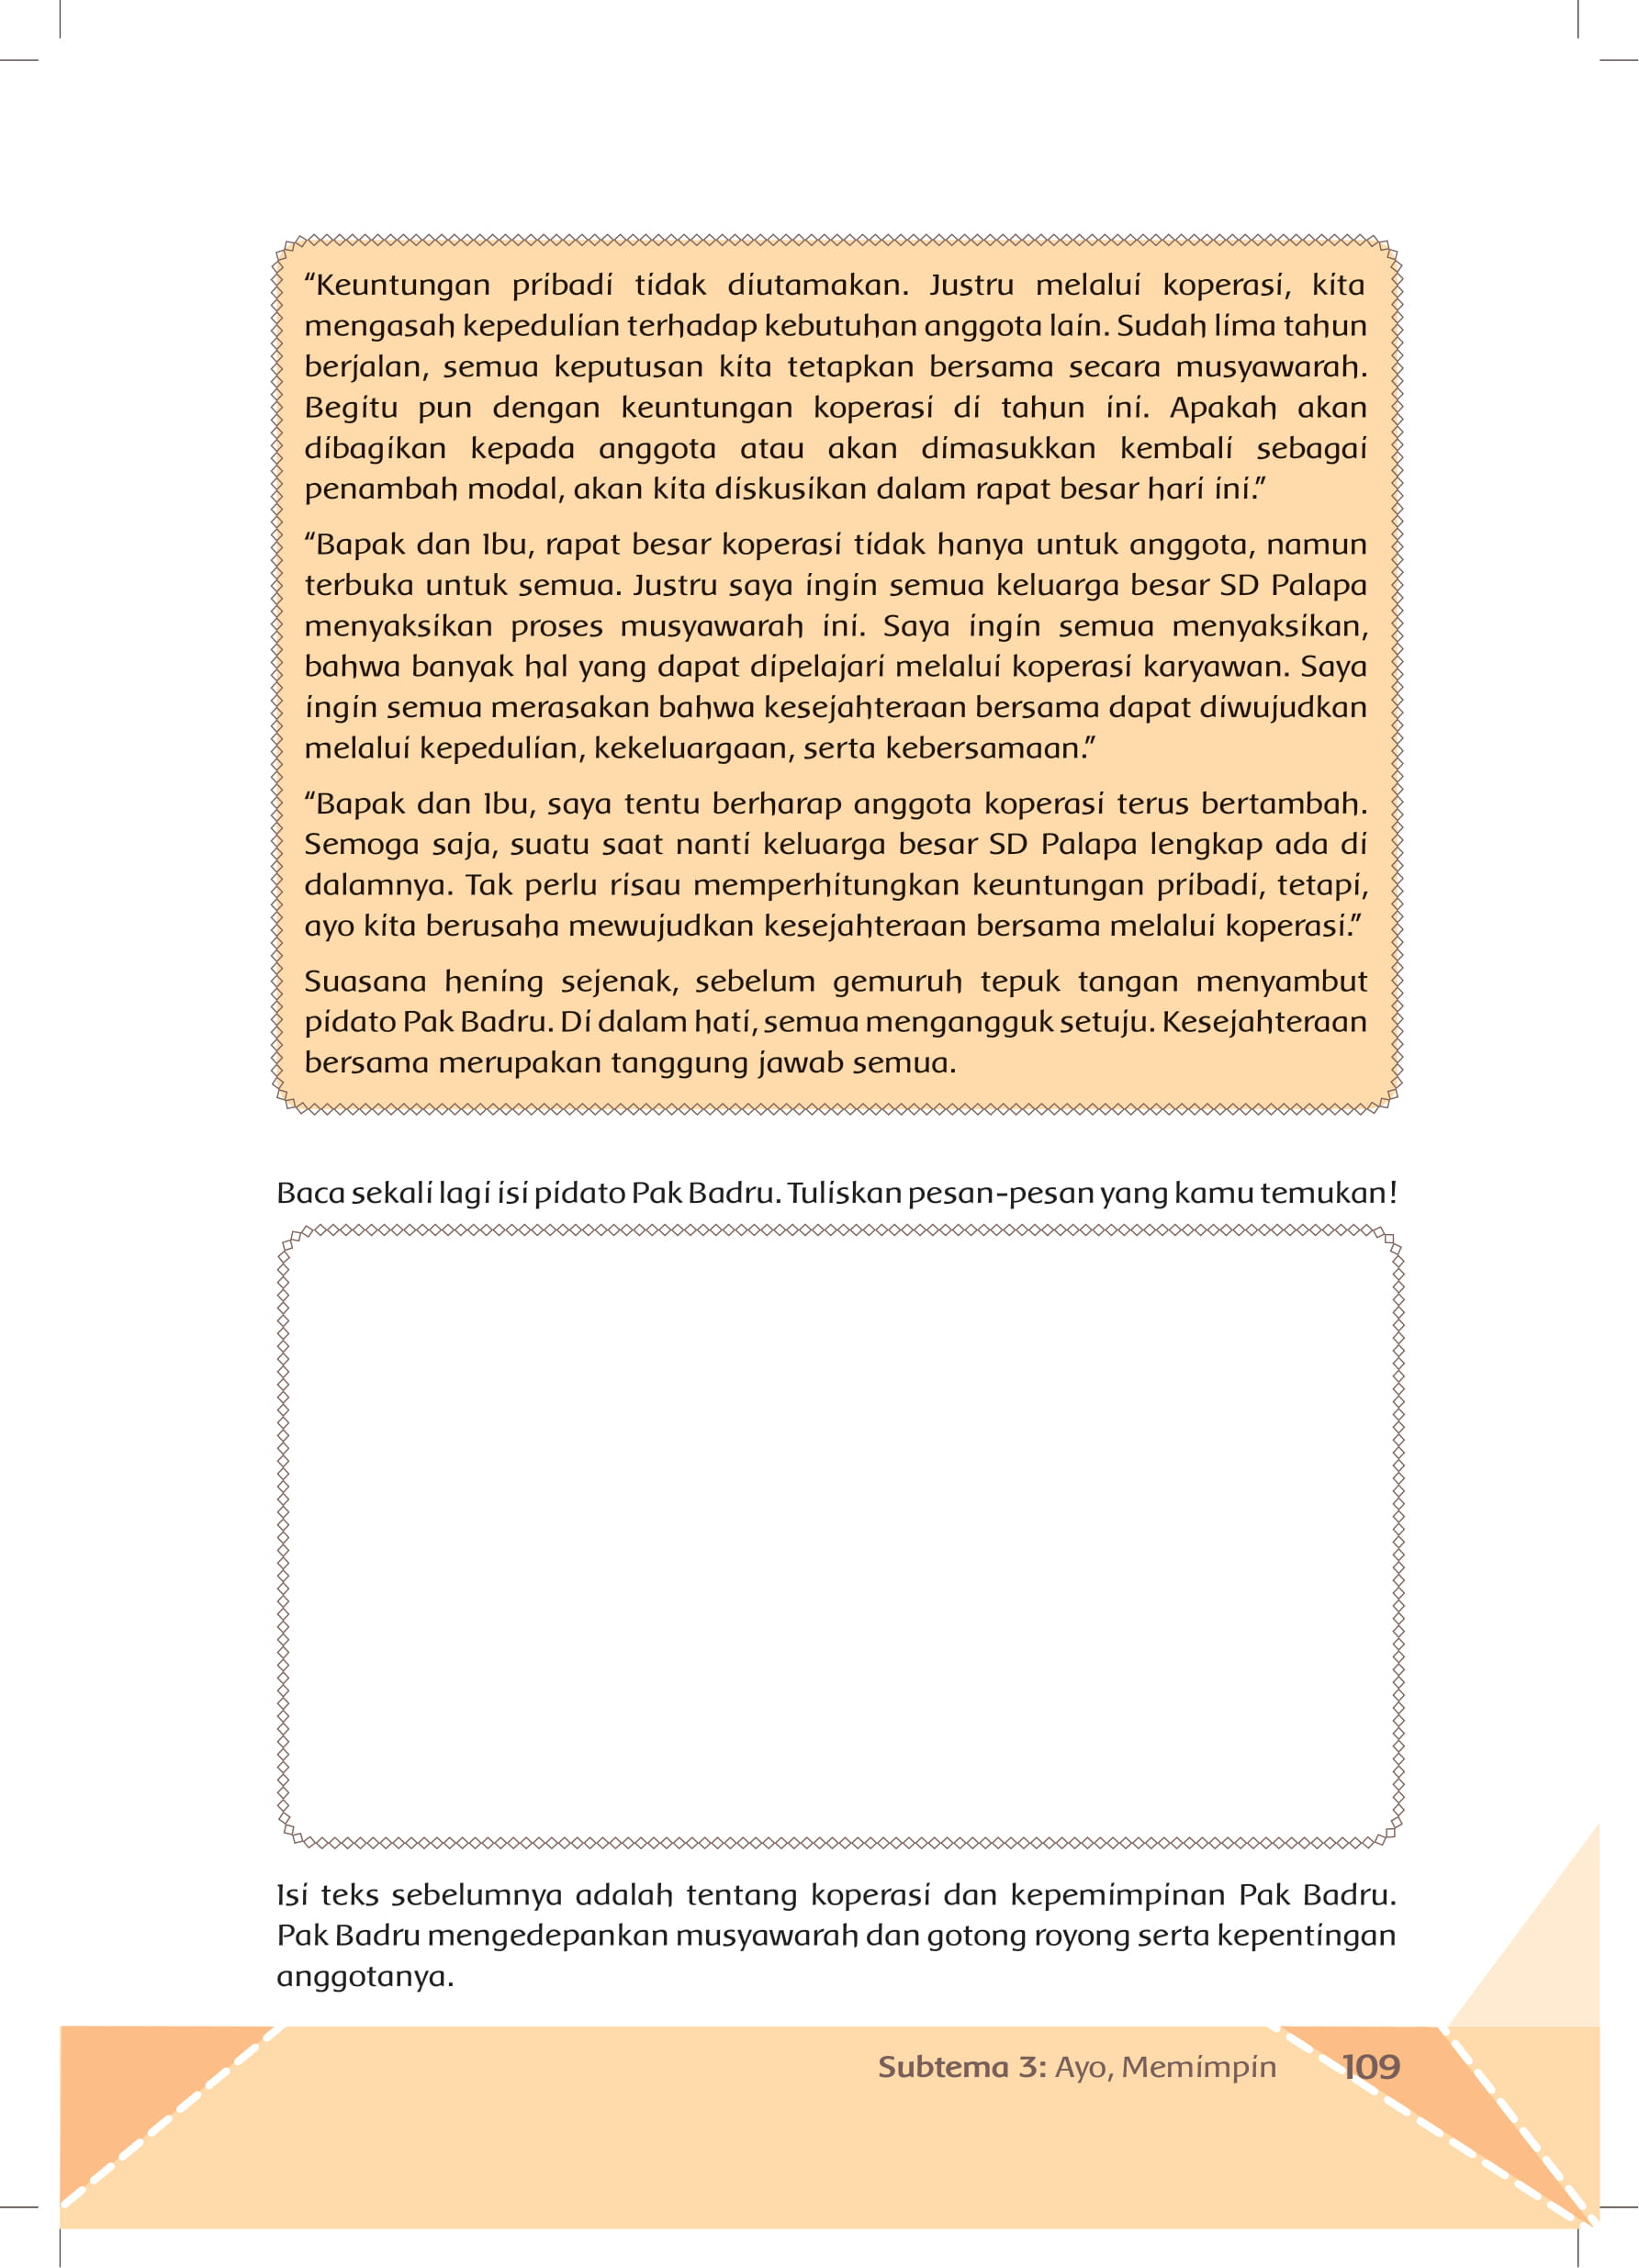 “Keuntungan pribadi tidak diutamakan. Justru melalui koperasi, kita
mengasah kepedulian terhadap kebutuhan anggota lain. Sudah lima tahun
berjalan, semua keputusan kita tetapkan bersama secara musyawarah.
Begitu pun dengan keuntungan koperasi di tahun ini. Apakah akan
dibagikan kepada anggota atau akan dimasukkan kembali sebagai
penambah modal, akan kita diskusikan dalam rapat besar hari ini.”
“Bapak dan Ibu, rapat besar koperasi tidak hanya untuk anggota, namun
terbuka untuk semua. Justru saya ingin semua keluarga besar SD Palapa
menyaksikan proses musyawarah ini. Saya ingin semua menyaksikan,
bahwa banyak hal yang dapat dipelajari melalui koperasi karyawan. Saya
ingin semua merasakan bahwa kesejahteraan bersama dapat diwujudkan
melalui kepedulian, kekeluargaan, serta kebersamaan.”
“Bapak dan Ibu, saya tentu berharap anggota koperasi terus bertambah.
Semoga saja, suatu saat nanti keluarga besar SD Palapa lengkap ada di
dalamnya. Tak perlu risau memperhitungkan keuntungan pribadi, tetapi,
ayo kita berusaha mewujudkan kesejahteraan bersama melalui koperasi.”
Suasana hening sejenak, sebelum gemuruh tepuk tangan menyambut
pidato Pak Badru. Di dalam hati, semua mengangguk setuju. Kesejahteraan
bersama merupakan tanggung jawab semua.
Baca sekali lagi isi pidato Pak Badru. Tuliskan pesan-pesan yang kamu temukan!
Isi teks sebelumnya adalah tentang koperasi dan kepemimpinan Pak Badru.
Pak Badru mengedepankan musyawarah dan gotong royong serta kepentingan
anggotanya.
Subtema 3: Ayo, Memimpin 109